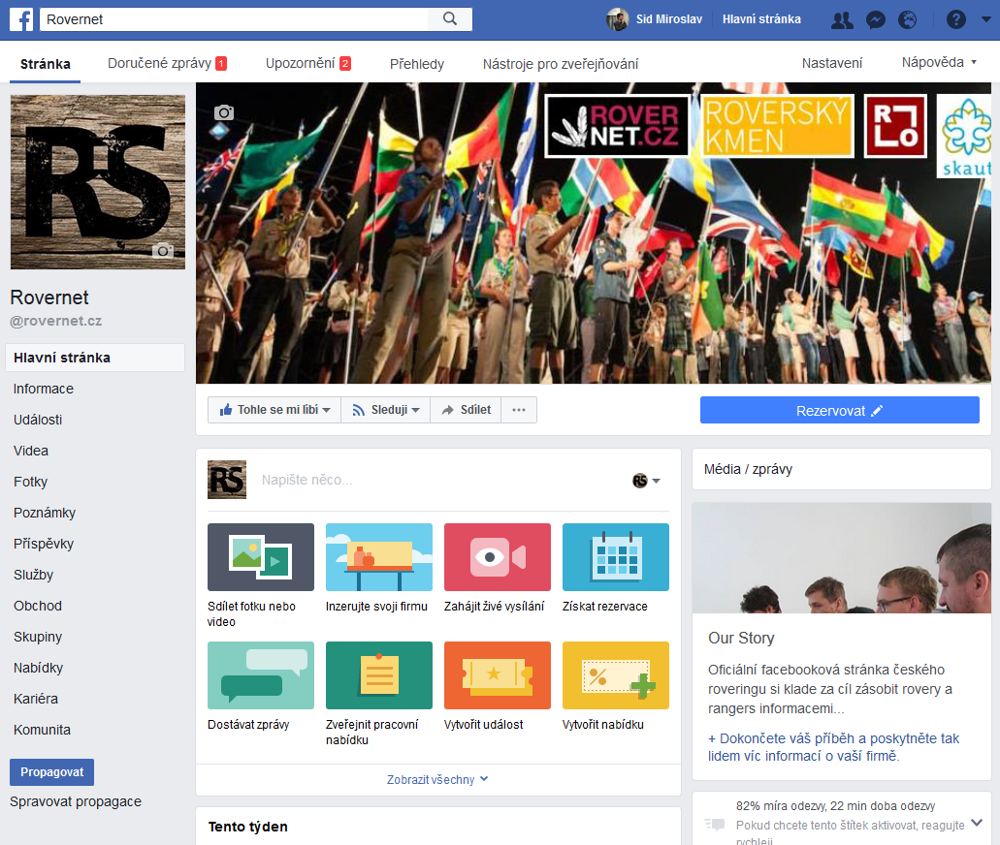 Rovernet
Sid Miroslav
Hlavní stránka
Stránka
Doručené zprávy 1
Upozornění 2
Přehledy
Nástroje pro zveřejňování
Nastavení
Nápověda
RS
ROVER
NET.CZ
ROVERSKÝ
KMEN
skaut
Rovernet
@rovernet.cz
Hlavní stránka
Informace
Události
Videa
Fotky
Poznámky
Příspěvky
Služby
Obchod
Skupiny
Nabídky
Kariéra
Komunita
Propagovat
Spravovat propagace
Tohle se mi líbí
Sleduji
Sdílet
Rezervovat
RS
Napište něco...
RS
Sdílet fotku nebo
video
Inzerujte svoji firmu
Zahájit živé vysílání
Získat rezervace
Dostávat zprávy
Zveřejnit pracovní
nabídku
Vytvořit událost
Vytvořit nabídku
Zobrazit všechny
Tento týden
Média / zprávy
Our Story
Oficiální facebooková stránka českého
roveringu si klade za cíl zásobit rovery a
rangers informacemi...
+ Dokončete váš příběh a poskytněte tak
lidem víc informací o vaší firmě.
82% míra odezvy, 22 min doba odezvy
Pokud chcete tento štítek aktivovat, reagujte
rychleji